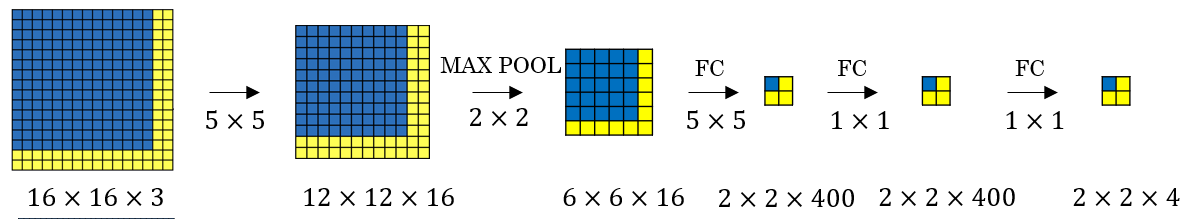 MAX POOL
FC
FC
FC
5 × 5
2 × 2
5 × 5
1 × 1
1 × 1
16 × 16 × 3
12 × 12 × 16
6 × 6 × 16
2 × 2 × 400
2 × 2 × 400
2 × 2 × 4